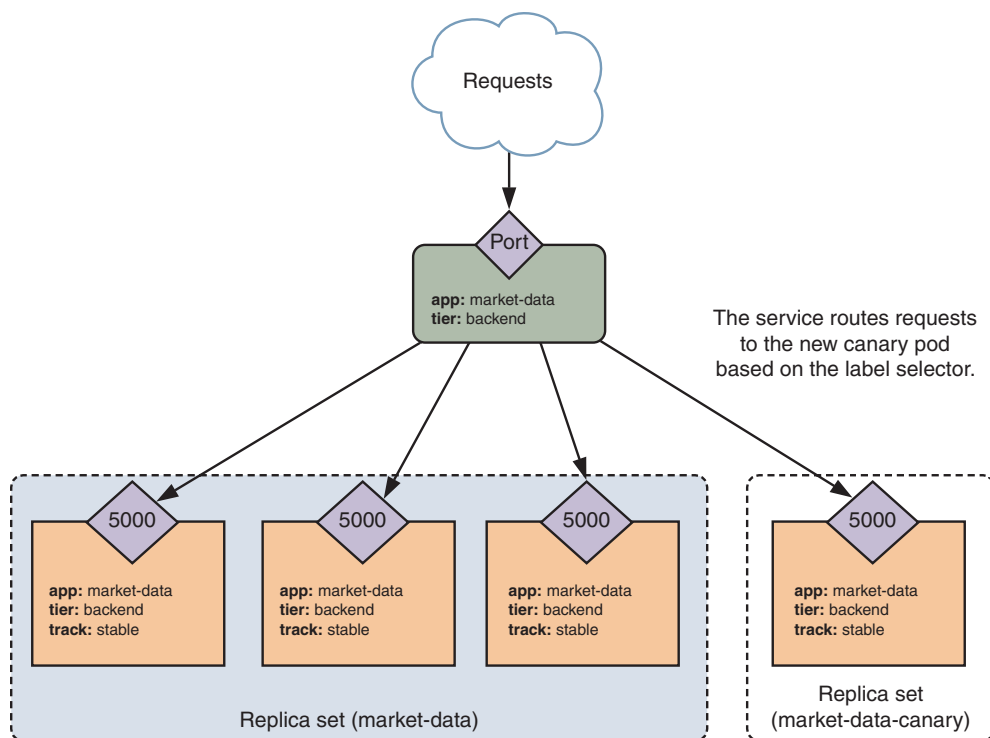 Requests
Port
app: market-data
tier: backend
The service routes requests
to the new canary pod
based on the label selector.
5000
app: market-data
tier: backend
track: stable
5000
app: market-data
tier: backend
track: stable
5000
app: market-data
tier: backend
track: stable
Replica set (market-data)
5000
app: market-data
tier: backend
track: stable
Replica set
(market-data-canary)